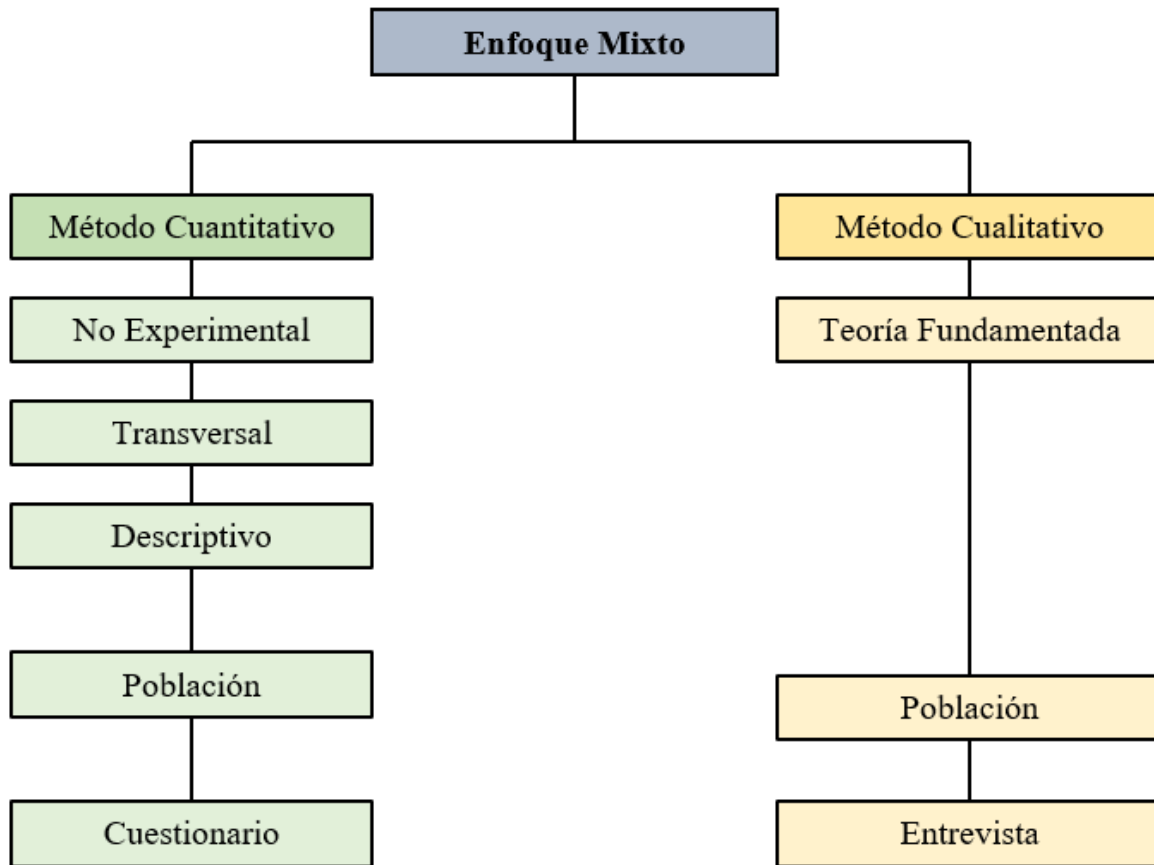 Enfoque Mixto
Método Cuantitativo
No Experimental
Transversal
Descriptivo
Población
Cuestionario
Método Cualitativo
Teoría Fundamentada
Población
Entrevista